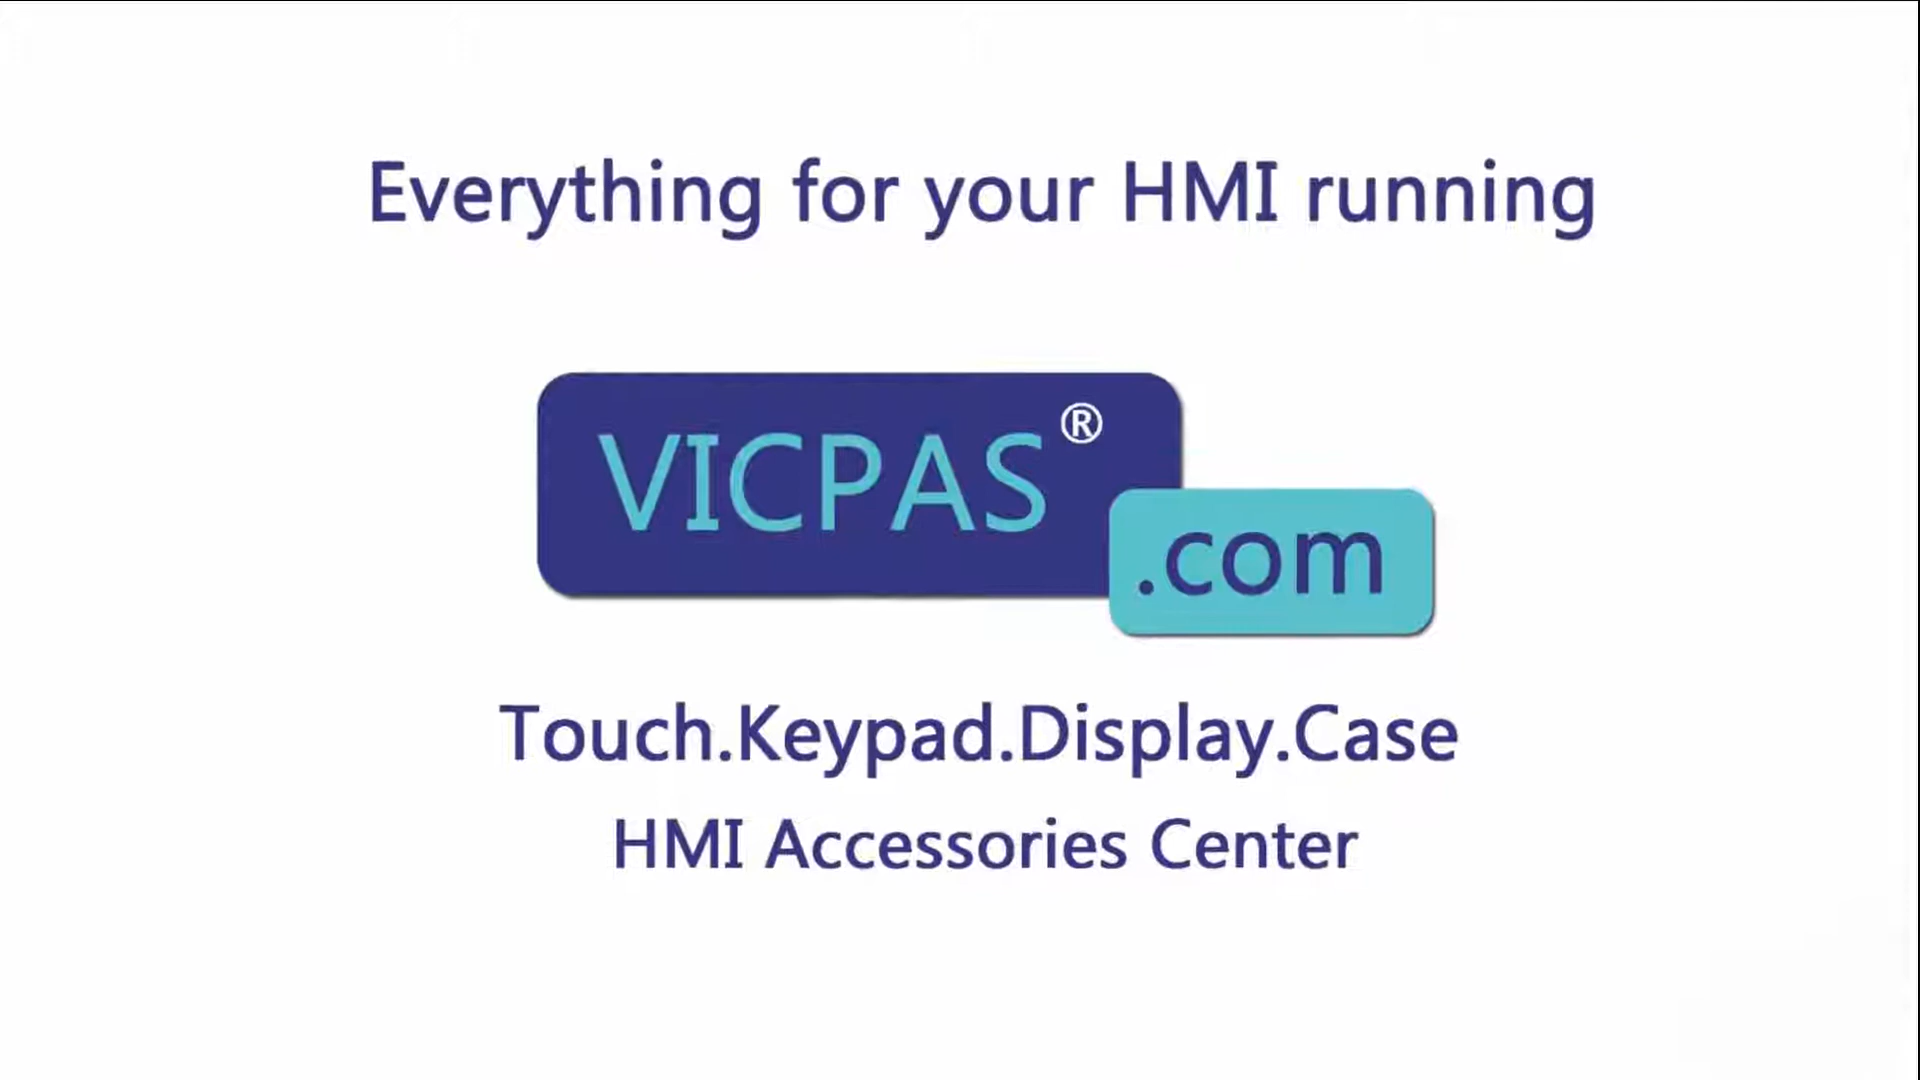 Everything for your HMI running
VICPAS®
.com
Touch.Keypad.Display.Case
HMI Accessories Center